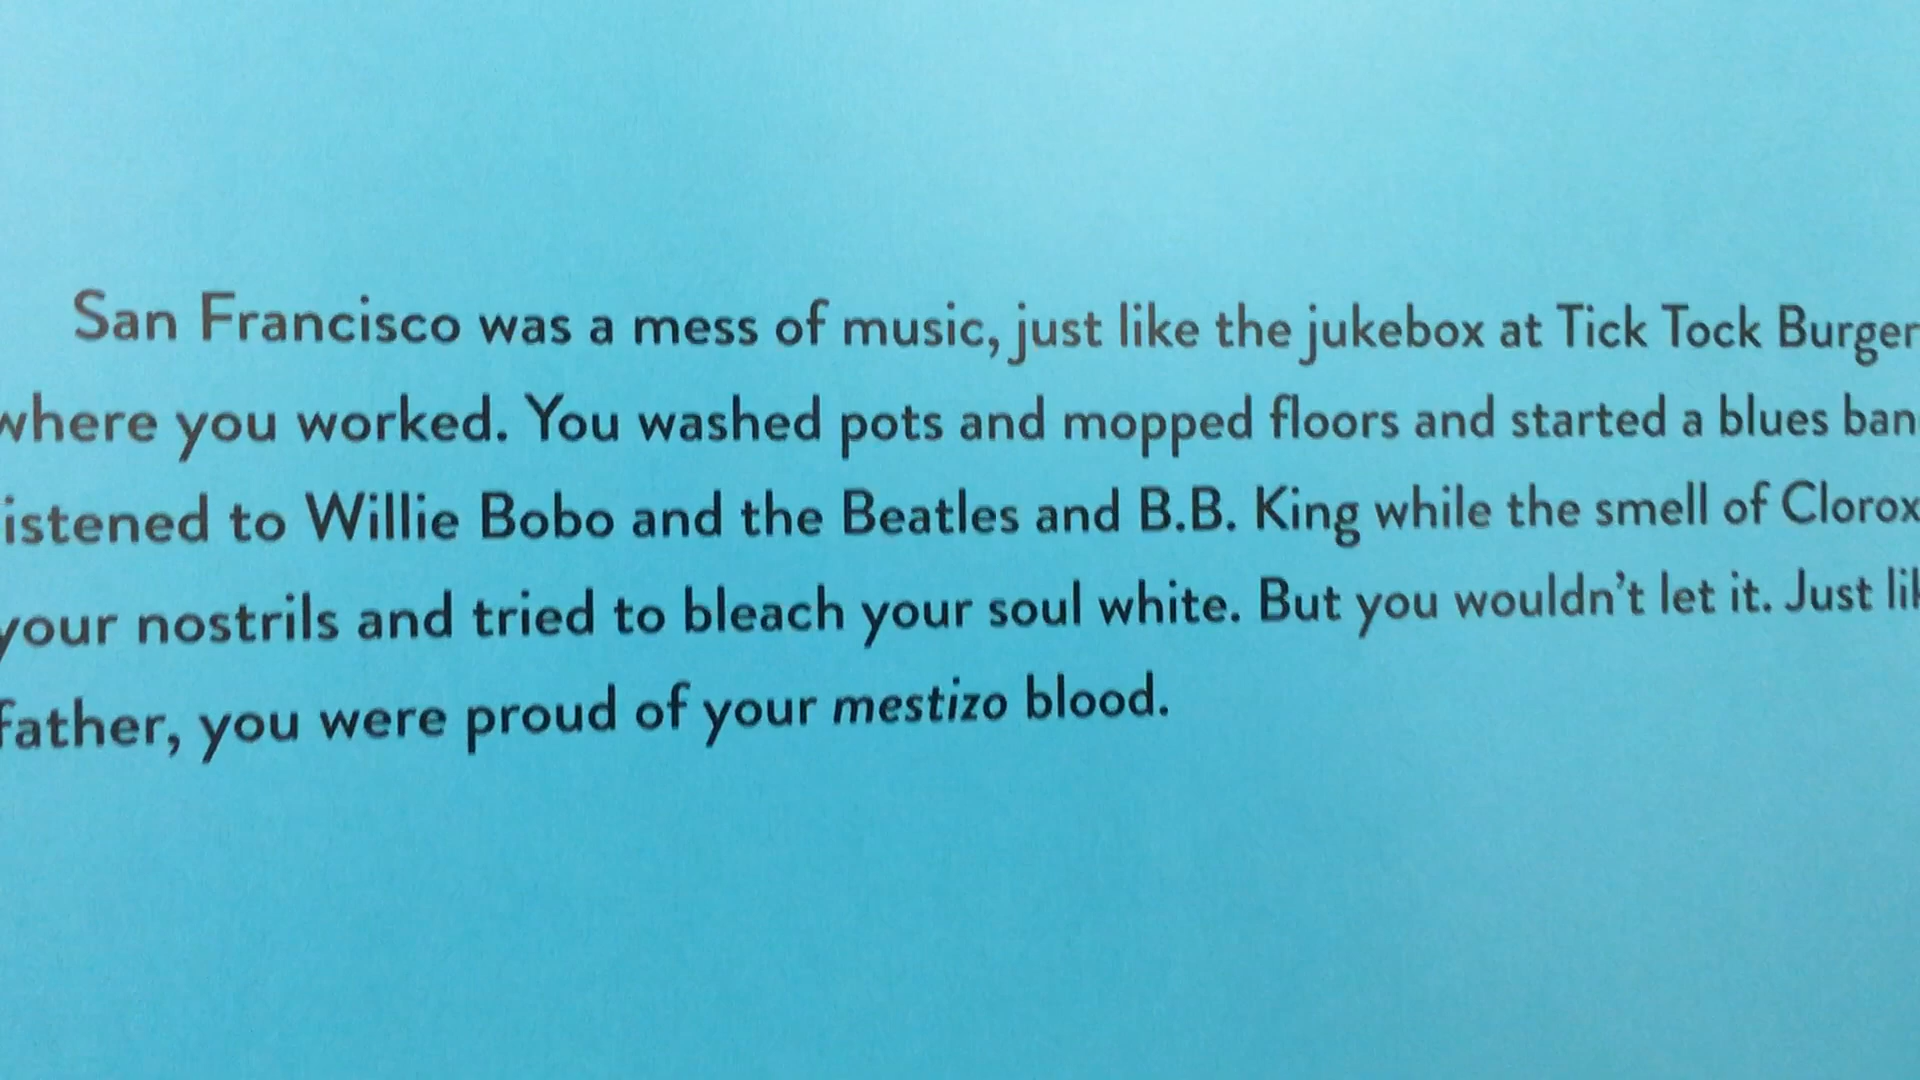 San Francisco was a mess of music, just like the jukebox at Tick Tock Burger
where you worked. You washed pots and mopped floors and started a blues ban
istened to Willie Bobo and the Beatles and B.B. King while the smell of Clorox
your nostrils and tried to bleach your soul white. But you wouldn't let it. Just lik
father, you were proud of your mestizo blood.